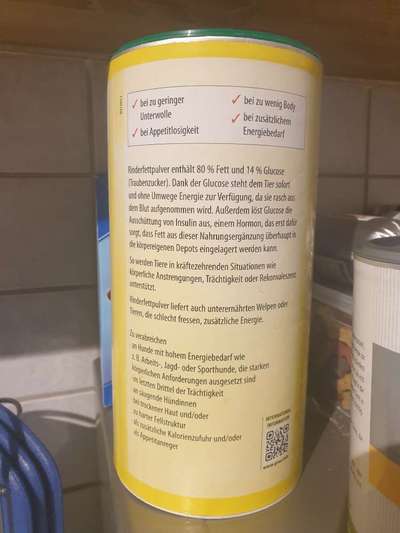 ✓ bei zu geringer
Unterwolle
✓ bei Appetitlosigkeit
✓ bei zu wenig Body
✓ bei zusätzlichem
Energiebedarf
Rinderfettpulver enthält 80 % Fett und 14 % Glucose
(Traubenzucker). Dank der Glucose steht dem Tier sofort
und ohne Umwege Energie zur Verfügung, da sie rasch aus
dem Blut aufgenommen wird. Außerdem löst Glucose die
Ausschüttung von Insulin aus, einem Hormon, das erst dafür
sorgt, dass Fett aus dieser Nahrungsergänzung überhaupt in
die körpereigenen Depots eingelagert werden kann.
So werden Tiere in kräftezehrenden Situationen wie
körperliche Anstrengungen, Trächtigkeit oder Rekonvaleszenz
unterstützt.
Rinderfettpulver liefert auch unterernährten Welpen oder
Tieren, die schlecht fressen, zusätzliche Energie.
Zu verabreichen
an Hunde mit hohem Energiebedarf wie
z. B. Arbeits-, Jagd- oder Sporthunde, die starken
körperlichen Anforderungen ausgesetzt sind
im letzten Drittel der Trächtigkeit
an säugende Hündinnen
bei trockener Haut und/oder
zu harter Fellstruktur
als zusätzliche Kalorienzufuhr und/oder
als Appetitanreger
INTERNATIONAL
INFORMATION